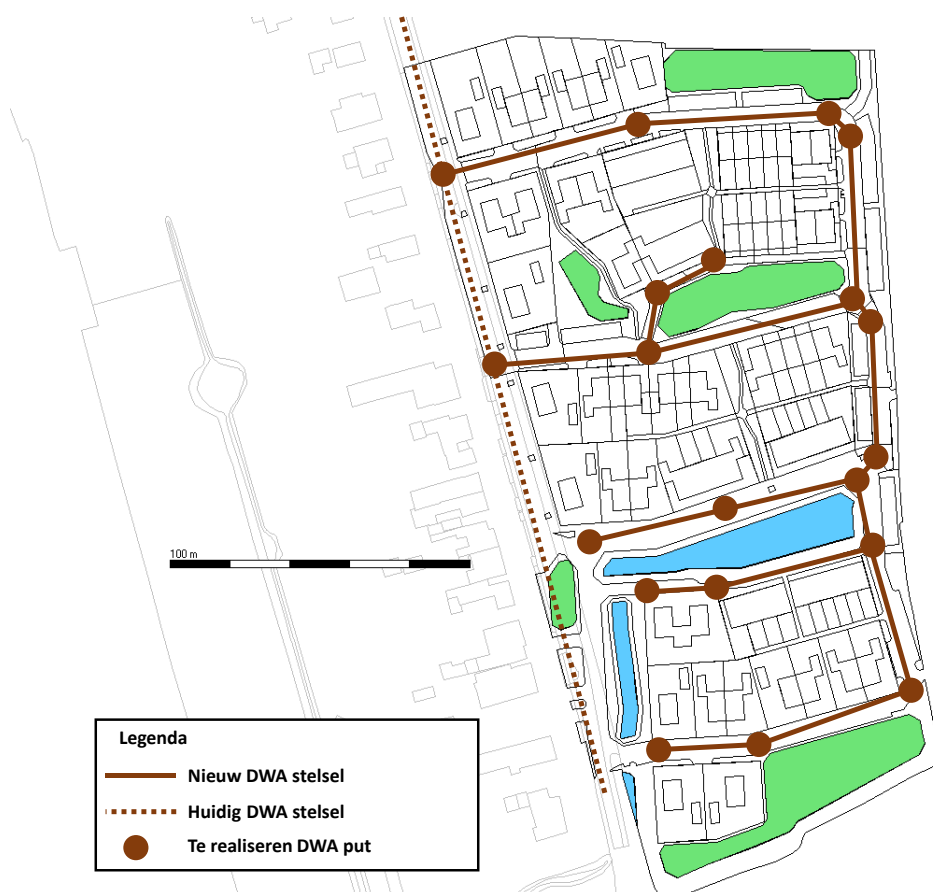 100 m
Legenda
Nieuw DWA stelsel
Huidig DWA stelsel
Te realiseren DWA put